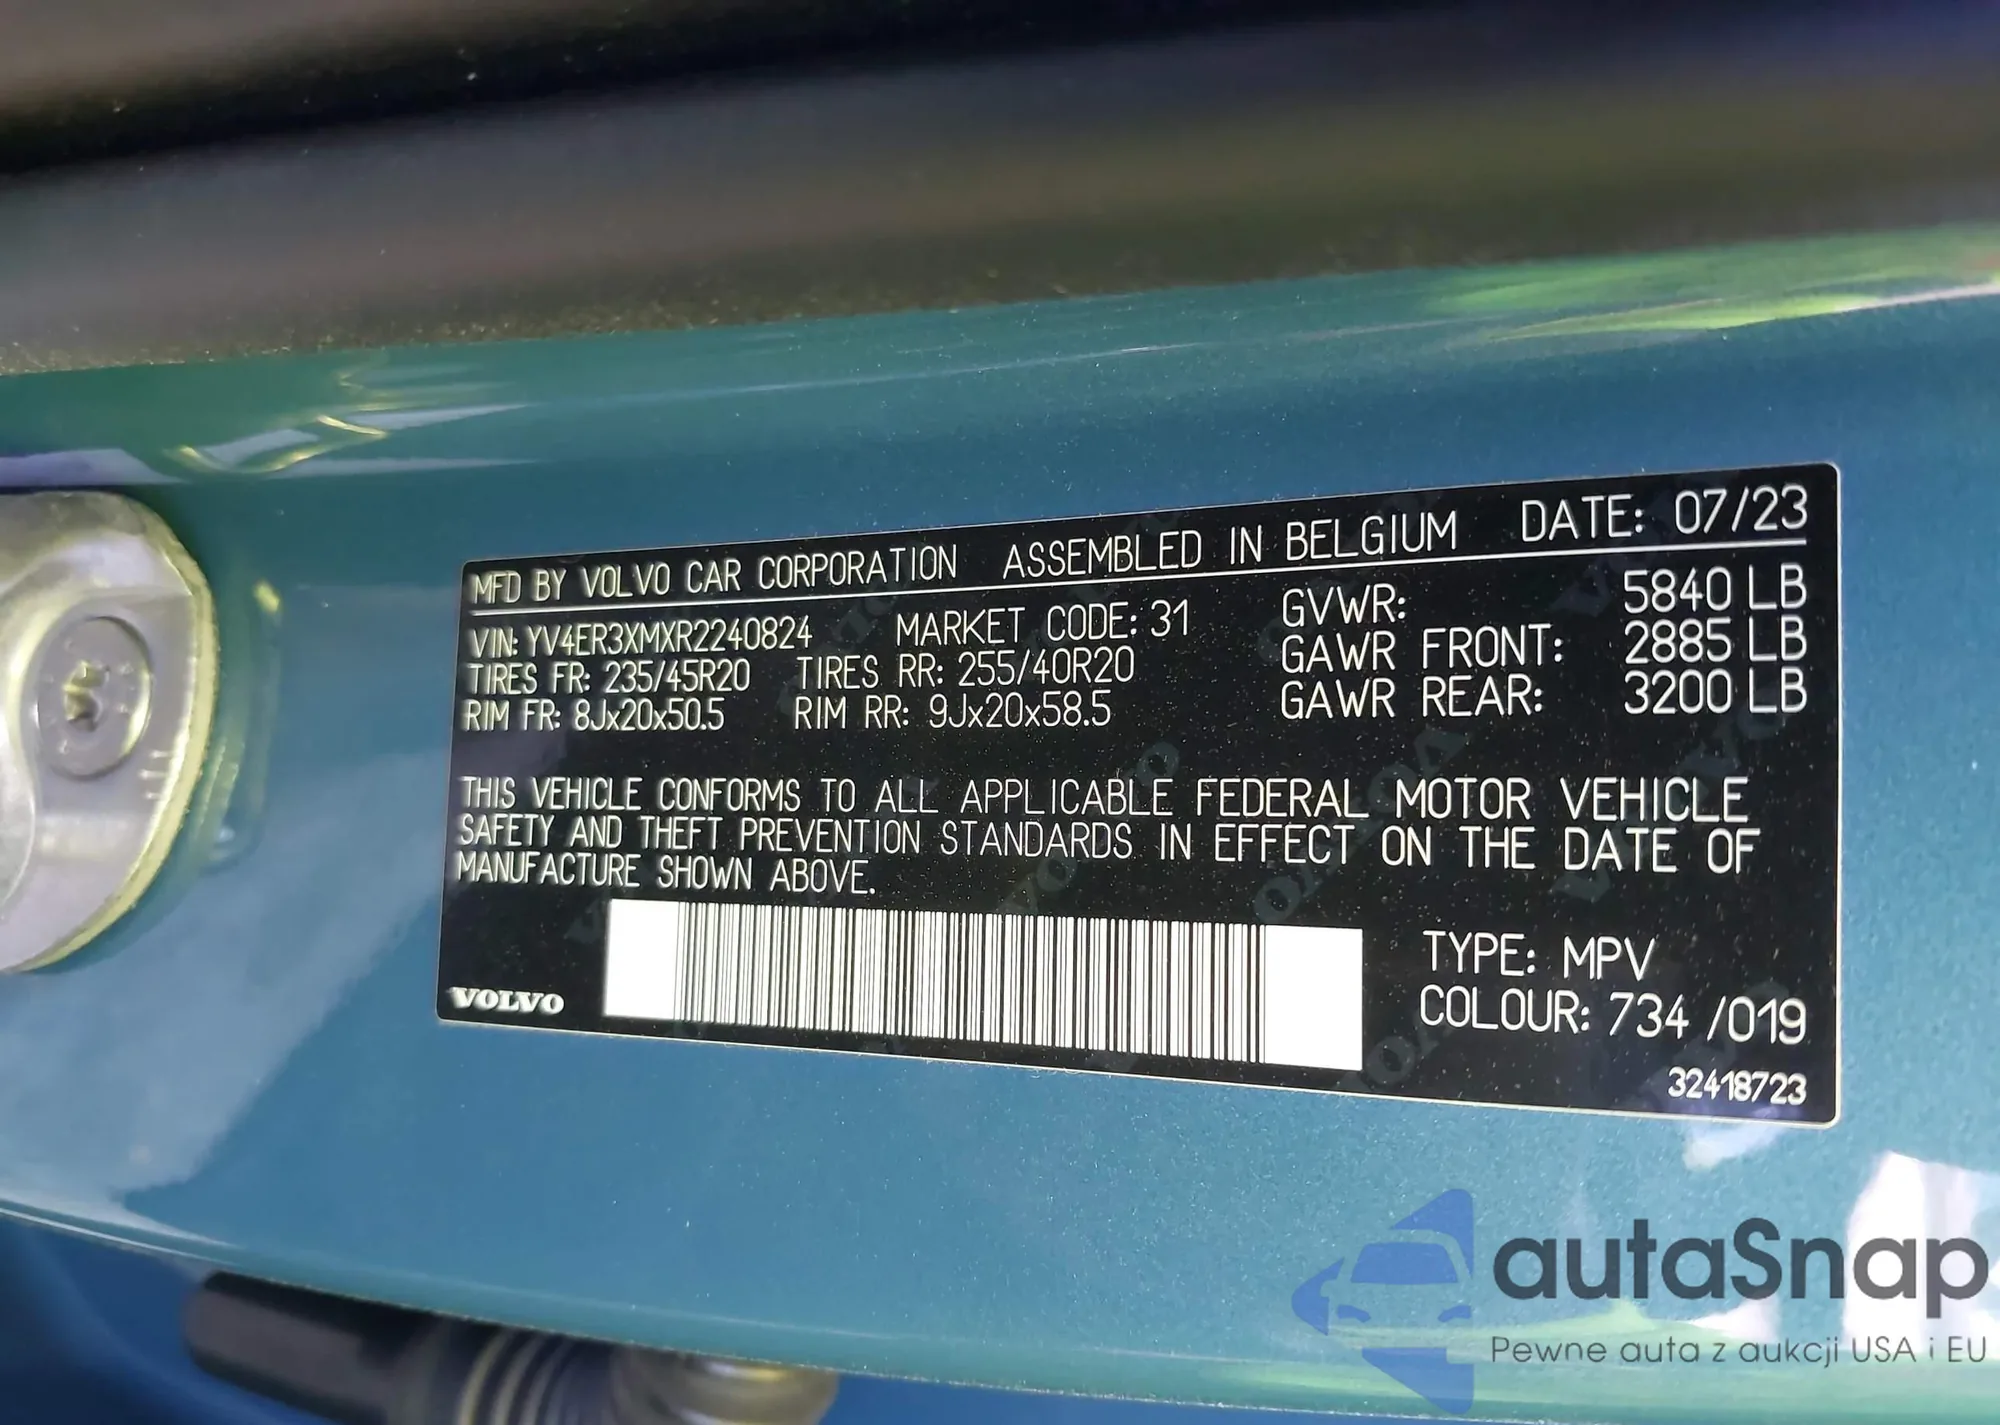 MFD BY VOLVO CAR CORPORATION ASSEMBLED IN BELGIUM DATE: 07/23
VIN: YV4ER3XMXR2240824 MARKET CODE: 31 GVWR: 5840 LB
TIRES FR: 235/45R20 TIRES RR: 255/40R20 GAWR FRONT: 2885 LB
RIM FR: 8Jx20x50.5 RIM RR: 9Jx20x58.5 GAWR REAR: 3200 LB
THIS VEHICLE CONFORMS TO ALL APPLICABLE FEDERAL MOTOR VEHICLE
SAFETY AND THEFT PREVENTION STANDARDS IN EFFECT ON THE DATE OF
MANUFACTURE SHOWN ABOVE.
TYPE: MPV
VOLVO COLOUR: 734 /019
32418723
autaSnap
Pewne auta z aukcji USA i EU